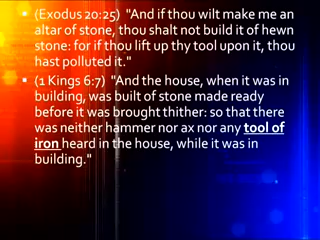 (Exodus 20:25) "And if thou wilt make me an
altar of stone, thou shalt not build it of hewn
stone: for if thou lift up thy tool upon it, thou
hast polluted it."
(1 Kings 6:7) "And the house, when it was in
building, was built of stone made ready
before it was brought thither: so that there
was neither hammer nor ax nor any tool of
iron heard in the house, while it was in
building."